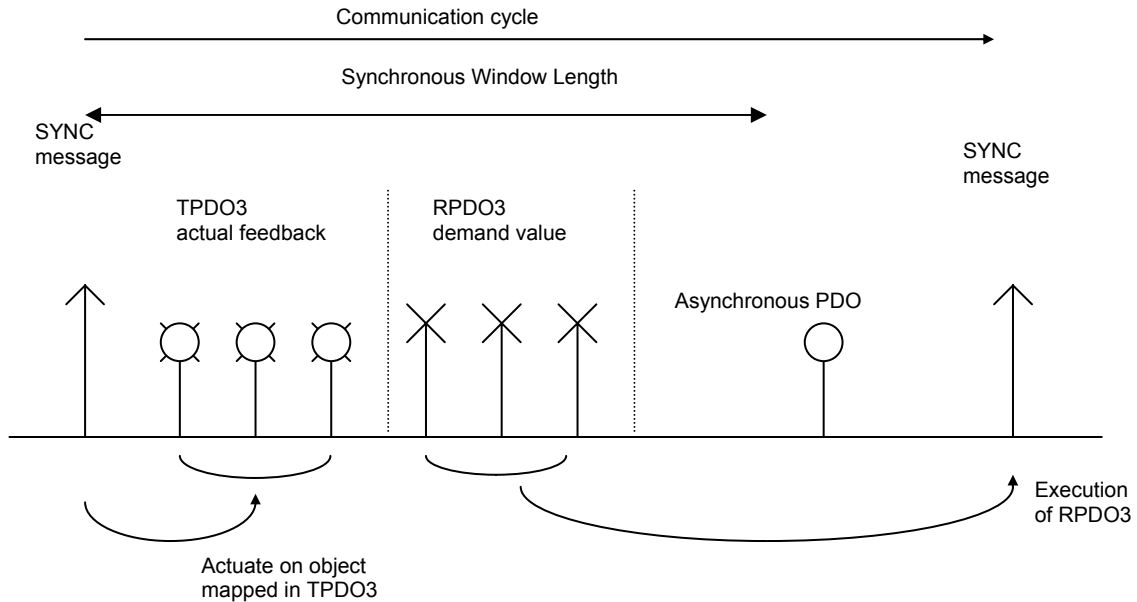 Communication cycle
Synchronous Window Length
SYNC
message
SYNC
message
TPDO3
actual feedback
RPDO3
demand value
Asynchronous PDO
Execution
of RPDO3
Actuate on object
mapped in TPDO3